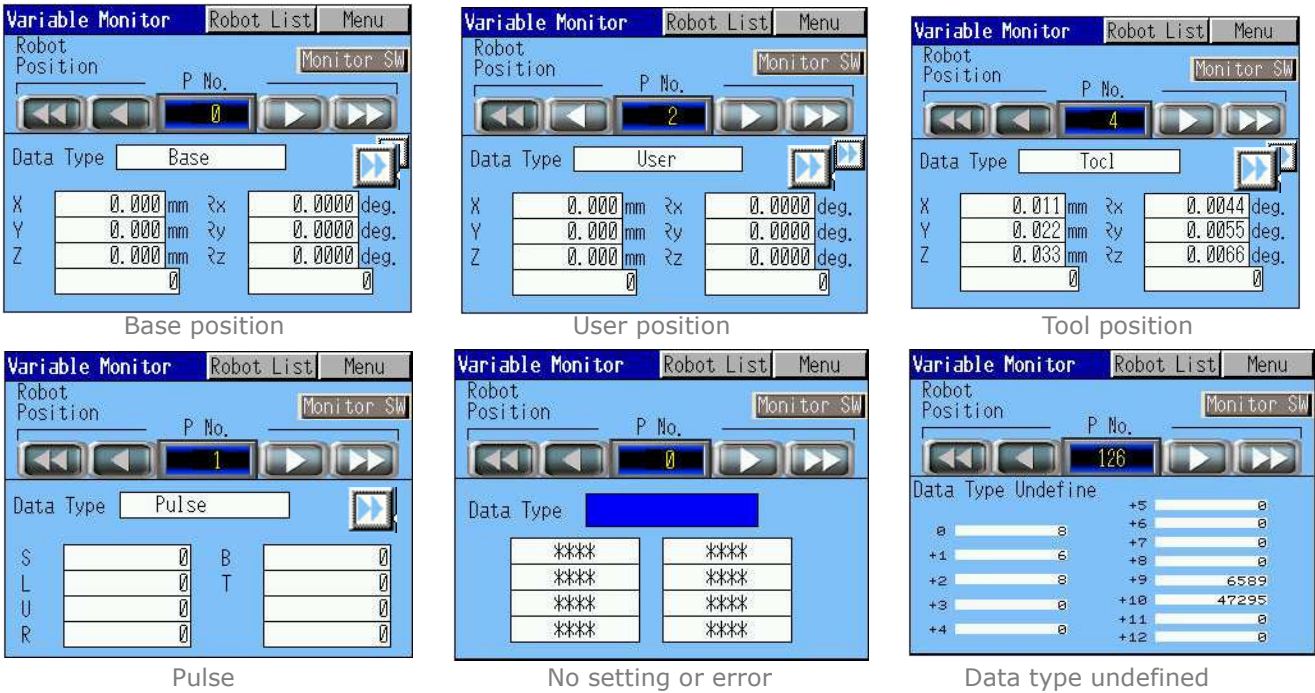 Variable Monitor Robot List Menu
Robot
Position Monitor SW
P No.
0
Data Type Base
X 0.000 mm Rx 0.0000 deg.
Y 0.000 mm Ry 0.0000 deg.
Z 0.000 mm Rz 0.0000 deg.
0 0
Base position
Variable Monitor Robot List Menu
Robot
Position Monitor SW
P No.
2
Data Type User
X 0.000 mm Rx 0.0000 deg.
Y 0.000 mm Ry 0.0000 deg.
Z 0.000 mm Rz 0.0000 deg.
0 0
User position
Variable Monitor Robot List Menu
Robot
Position Monitor SW
P No.
4
Data Type Tocl
X 0.011 mm Rx 0.0044 deg.
Y 0.022 mm Ry 0.0055 deg.
Z 0.033 mm Rz 0.0066 deg.
0 0
Tool position
Variable Monitor Robot List Menu
Robot
Position Monitor SW
P No.
1
Data Type Pulse
S 0 B 0
L 0 T 0
U 0 0
R 0 0
Pulse
Variable Monitor Robot List Menu
Robot
Position Monitor SW
P No.
0
Data Type
**** ****
**** ****
**** ****
**** ****
No setting or error
Variable Monitor Robot List Menu
Robot
Position Monitor SW
P No.
126
Data Type Undefine
0 8
+1 6
+2 8
+3 0
+4 0
+5 0
+6 0
+7 0
+8 0
+9 6589
+10 47295
+11 0
+12 0
Data type undefined